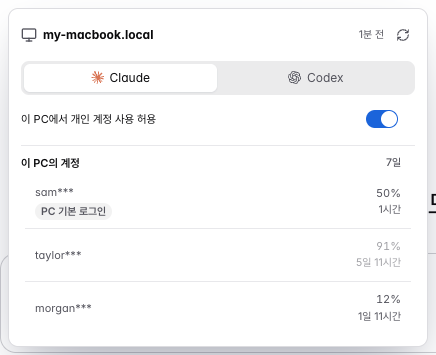 my-macbook.local
1분 전
Claude
Codex
이 PC에서 개인 계정 사용 허용
이 PC의 계정
7일
sam***
50%
PC 기본 로그인
1시간
taylor***
91%
5일 11시간
morgan***
12%
1일 11시간